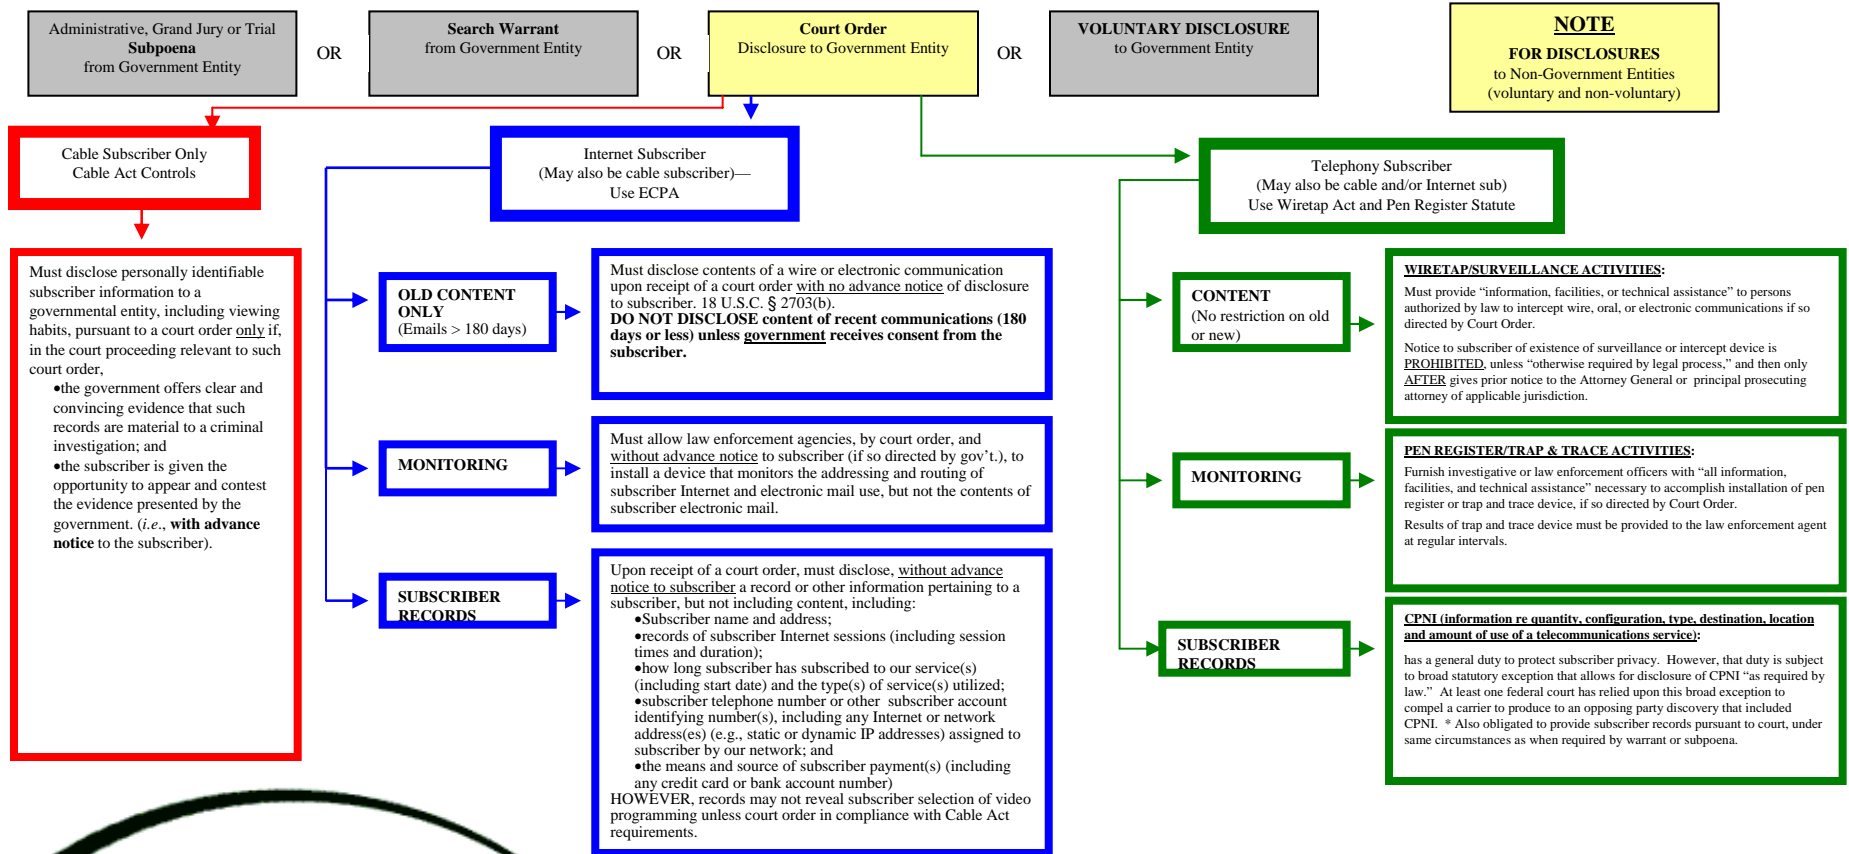 Administrative, Grand Jury or Trial
Subpoena
from Government Entity
OR
Search Warrant
from Government Entity
OR
Court Order
Disclosure to Government Entity
OR
VOLUNTARY DISCLOSURE
to Government Entity
NOTE
FOR DISCLOSURES
to Non-Government Entities
(voluntary and non-voluntary)
Cable Subscriber Only
Cable Act Controls
Internet Subscriber
(May also be cable subscriber)—
Use ECPA
Telephony Subscriber
(May also be cable and/or Internet sub)
Use Wiretap Act and Pen Register Statute
Must disclose personally identifiable
subscriber information to a
governmental entity, including viewing
habits, pursuant to a court order only if,
in the court proceeding relevant to such
court order,
•the government offers clear and
convincing evidence that such
records are material to a criminal
investigation; and
•the subscriber is given the
opportunity to appear and contest
the evidence presented by the
government. (i.e., with advance
notice to the subscriber).
OLD CONTENT
ONLY
(Emails > 180 days)
Must disclose contents of a wire or electronic communication
upon receipt of a court order with no advance notice of disclosure
to subscriber. 18 U.S.C. § 2703(b).
DO NOT DISCLOSE content of recent communications (180
days or less) unless government receives consent from the
subscriber.
MONITORING
Must allow law enforcement agencies, by court order, and
without advance notice to subscriber (if so directed by gov't.), to
install a device that monitors the addressing and routing of
subscriber Internet and electronic mail use, but not the contents of
subscriber electronic mail.
SUBSCRIBER
RECORDS
Upon receipt of a court order, must disclose, without advance
notice to subscriber a record or other information pertaining to a
subscriber, but not including content, including:
•Subscriber name and address;
•records of subscriber Internet sessions (including session
times and duration);
•how long subscriber has subscribed to our service(s)
(including start date) and the type(s) of service(s) utilized;
•subscriber telephone number or other subscriber account
identifying number(s), including any Internet or network
address(es) (e.g., static or dynamic IP addresses) assigned to
subscriber by our network; and
•the means and source of subscriber payment(s) (including
any credit card or bank account number)
HOWEVER, records may not reveal subscriber selection of video
programming unless court order in compliance with Cable Act
requirements.
CONTENT
(No restriction on old
or new)
WIRETAP/SURVEILLANCE ACTIVITIES:
Must provide “information, facilities, or technical assistance” to persons
authorized by law to intercept wire, oral, or electronic communications if so
directed by Court Order.
Notice to subscriber of existence of surveillance or intercept device is
PROHIBITED, unless “otherwise required by legal process,” and then only
AFTER gives prior notice to the Attorney General or principal prosecuting
attorney of applicable jurisdiction.
MONITORING
PEN REGISTER/TRAP & TRACE ACTIVITIES:
Furnish investigative or law enforcement officers with “all information,
facilities, and technical assistance” necessary to accomplish installation of pen
register or trap and trace device, if so directed by Court Order.
Results of trap and trace device must be provided to the law enforcement agent
at regular intervals.
SUBSCRIBER
RECORDS
CPNI (information re quantity, configuration, type, destination, location
and amount of use of a telecommunications service):
has a general duty to protect subscriber privacy. However, that duty is subject
to broad statutory exception that allows for disclosure of CPNI “as required by
law.” At least one federal court has relied upon this broad exception to
compel a carrier to produce to an opposing party discovery that included
CPNI. * Also obligated to provide subscriber records pursuant to court, under
same circumstances as when required by warrant or subpoena.